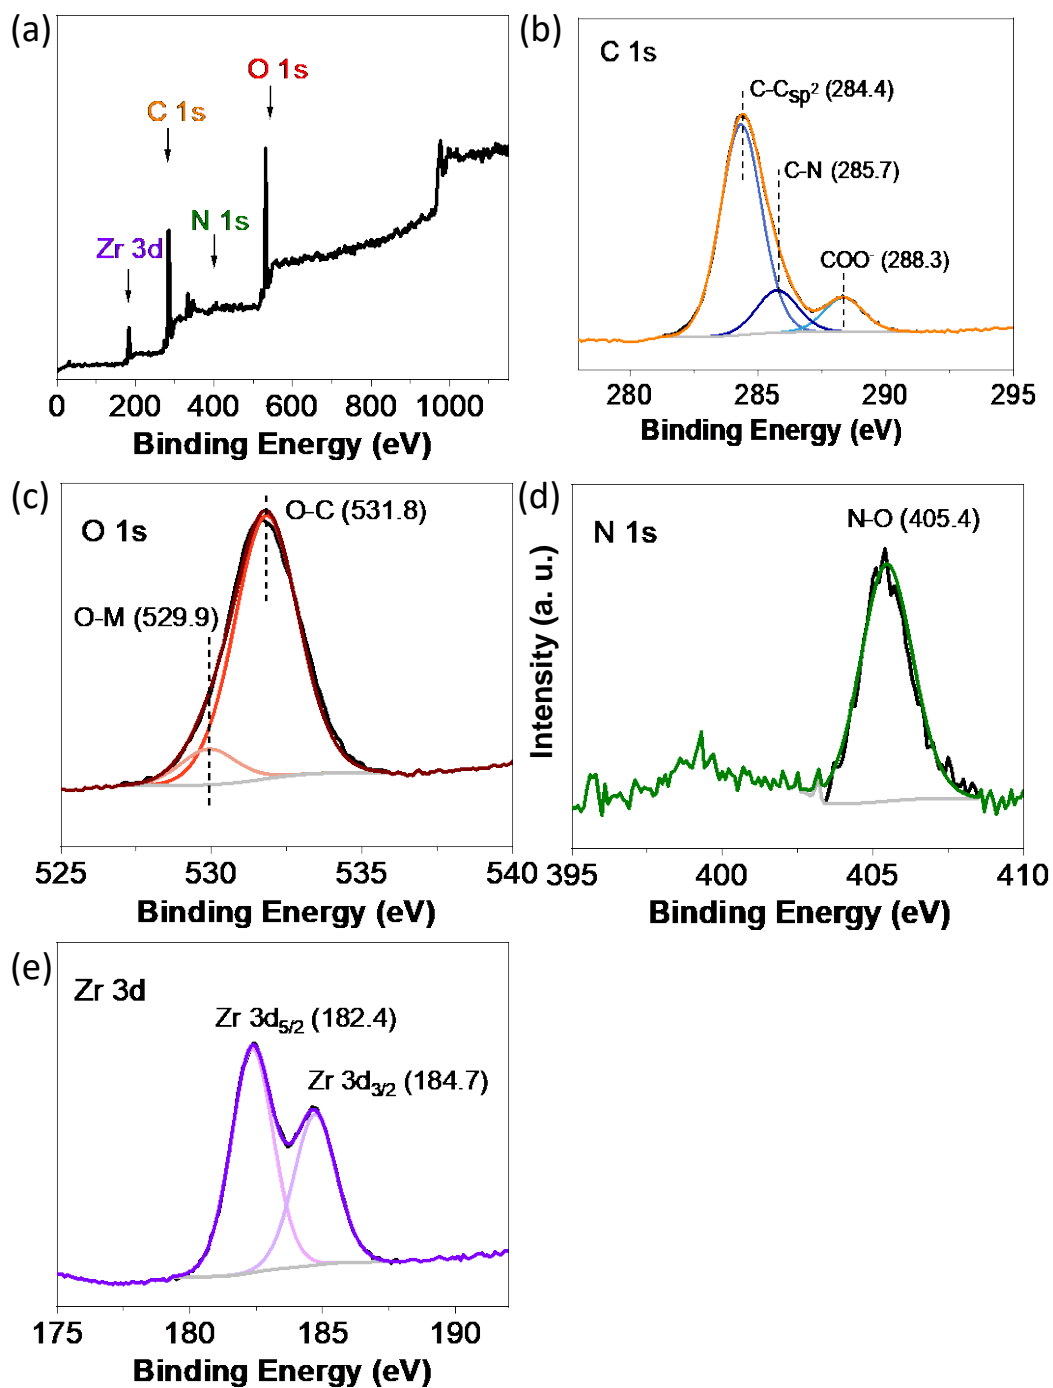 (a)
O 1s
C 1s
N 1s
Zr 3d
0 200 400 600 800 1000
Binding Energy (eV)
(b)
C 1s
C-Csp² (284.4)
C-N (285.7)
COO⁻ (288.3)
280 285 290 295
Binding Energy (eV)
(c)
O 1s
O-C (531.8)
O-M (529.9)
525 530 535 540
Binding Energy (eV)
(d)
N 1s
N-O (405.4)
Intensity (a. u.)
395 400 405 410
Binding Energy (eV)
(e)
Zr 3d
Zr 3d5/2 (182.4)
Zr 3d3/2 (184.7)
175 180 185 190
Binding Energy (eV)